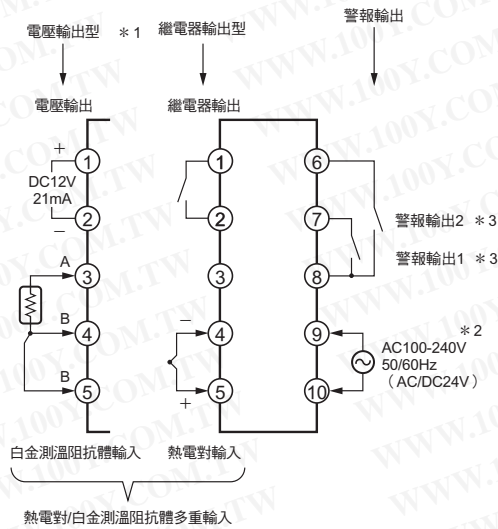 電壓輸出型 ＊1
繼電器輸出型
警報輸出
電壓輸出
繼電器輸出
+
DC12V
21mA
−
A
B
B
1
2
3
4
5
1
2
3
4
5
−
+
6
7
8
9
10
警報輸出2 ＊3
警報輸出1 ＊3
＊2
AC100-240V
50/60Hz
（AC/DC24V）
白金測溫阻抗體輸入
熱電對輸入
熱電對/白金測溫阻抗體多重輸入
WWW.100Y.COM.TW